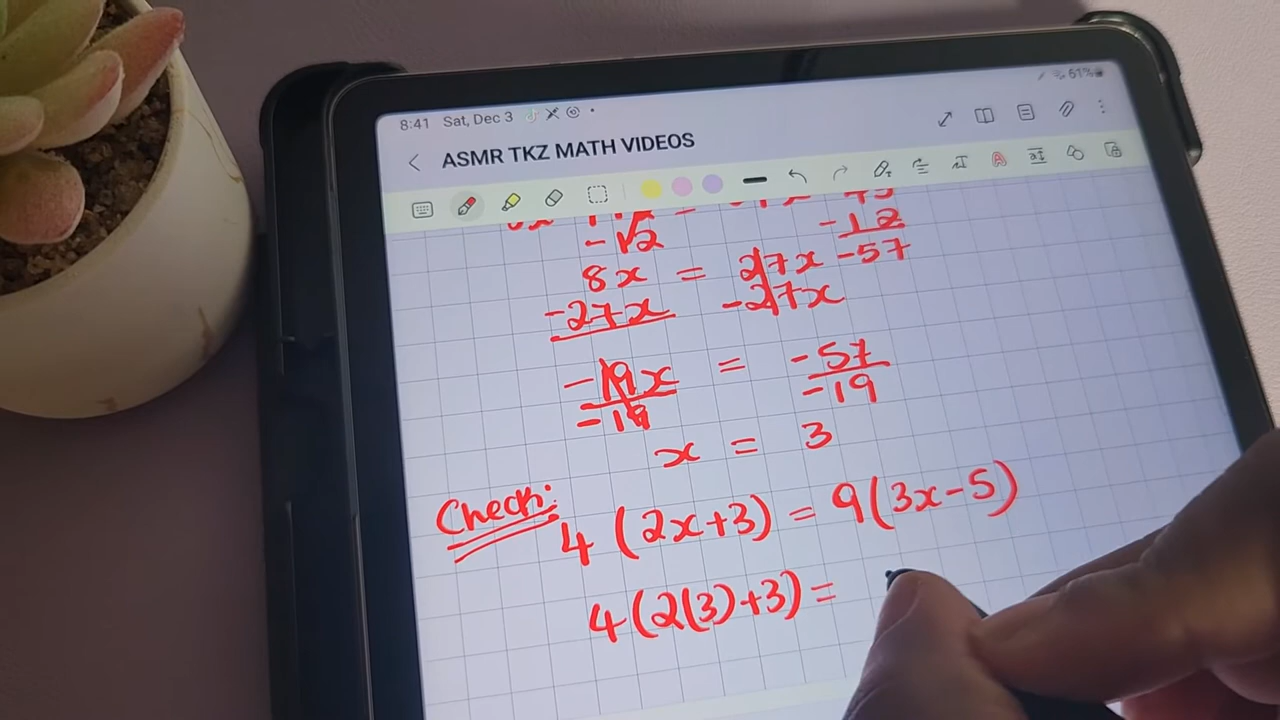 8:41 Sat, Dec 3 61%
ASMR TKZ MATH VIDEOS
-12 -12
8x = 27x -57
-27x -27x
-19x = -57
-19 -19
x = 3
Check:
4 (2x+3) = 9(3x-5)
4(2(3)+3) =